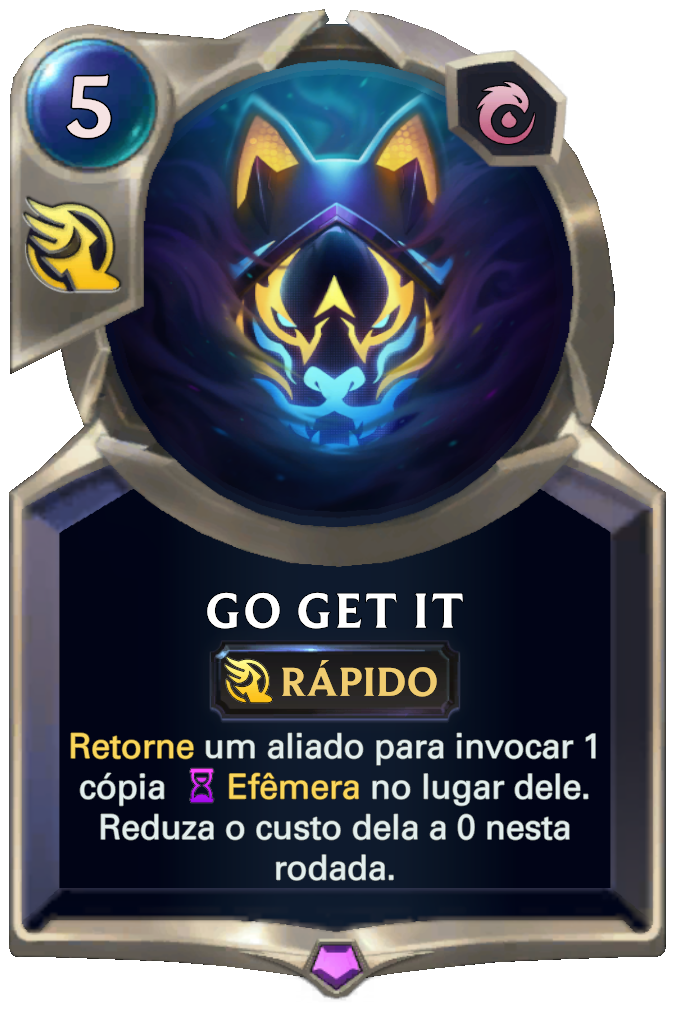 5
GO GET IT
RÁPIDO
Retorne um aliado para invocar 1
cópia Efêmera no lugar dele.
Reduza o custo dela a 0 nesta
rodada.